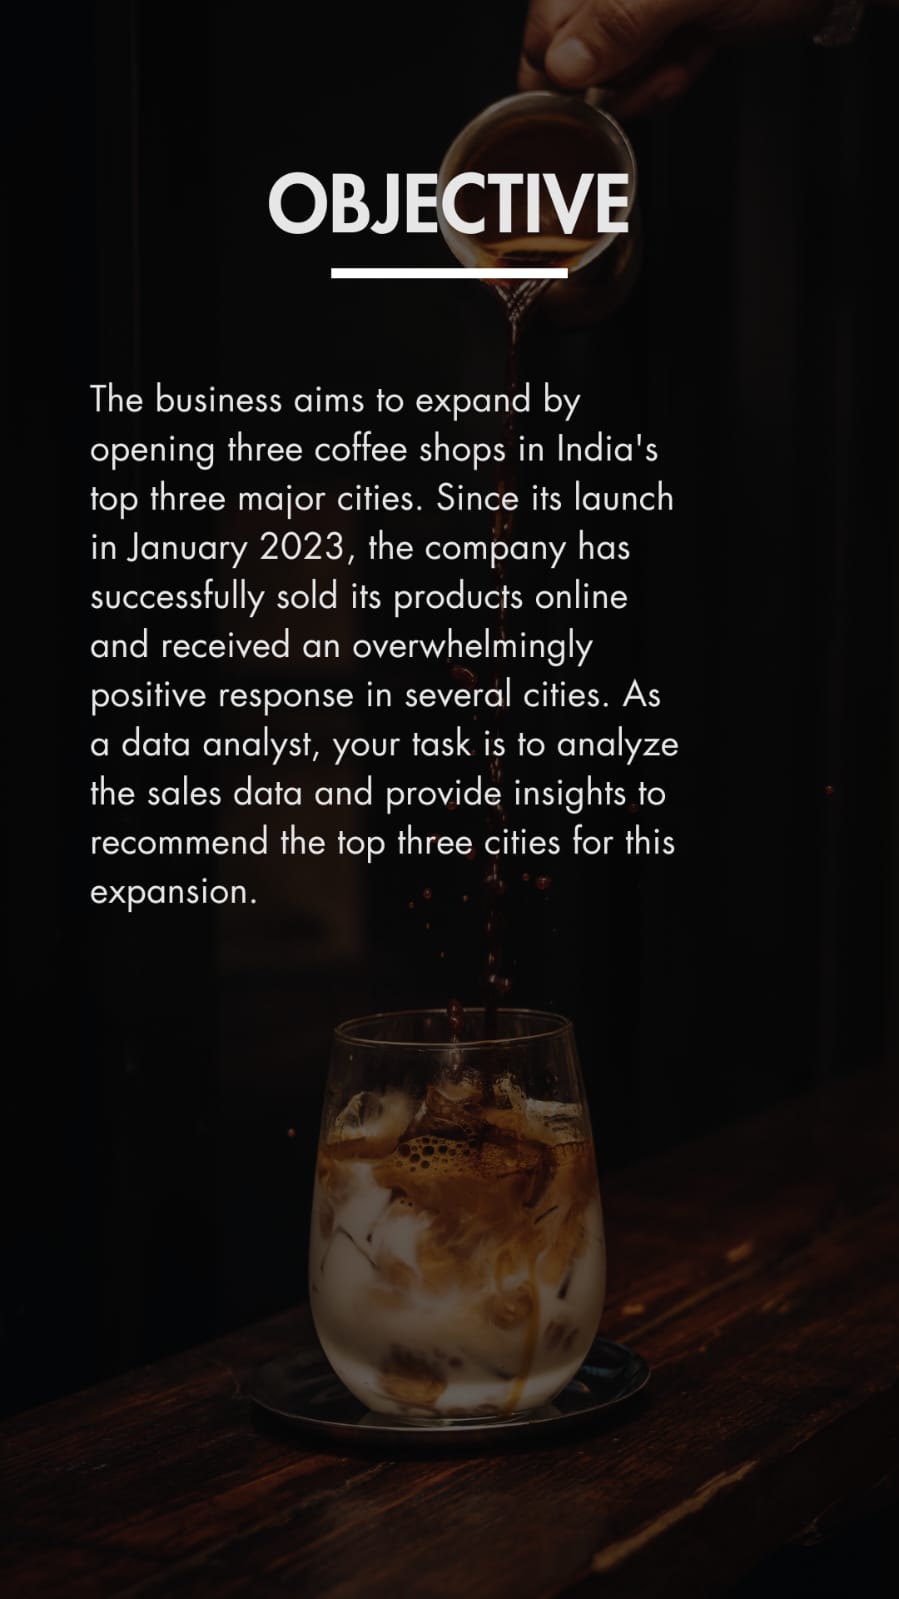 OBJECTIVE
The business aims to expand by
opening three coffee shops in India's
top three major cities. Since its launch
in January 2023, the company has
successfully sold its products online
and received an overwhelmingly
positive response in several cities. As
a data analyst, your task is to analyze
the sales data and provide insights to
recommend the top three cities for this
expansion.